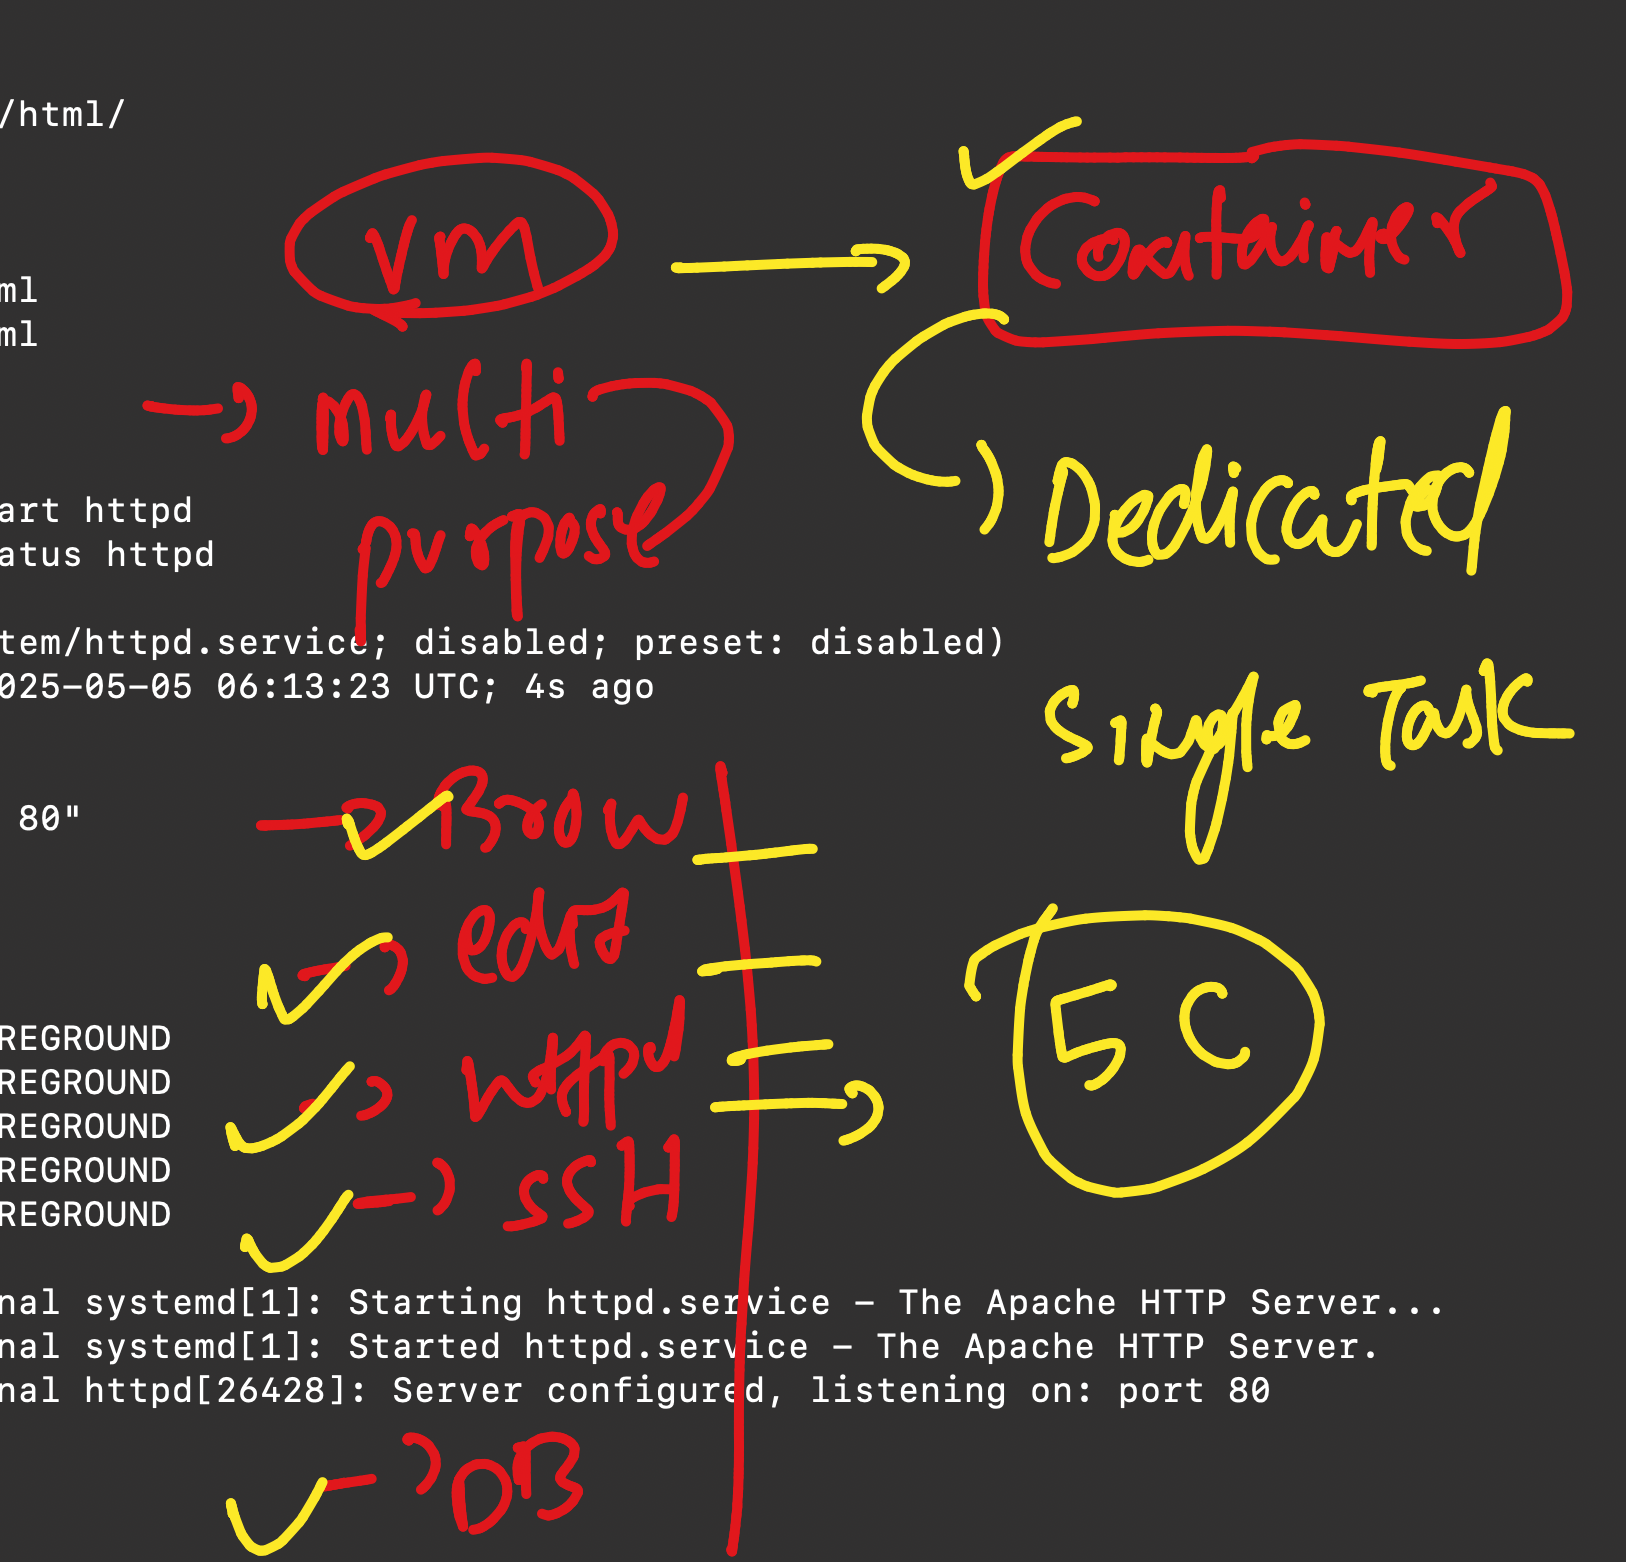 /html/
vm
Container
ml
ml
multi
purpose
Dedicated
art httpd
atus httpd
tem/httpd.service; disabled; preset: disabled)
025-05-05 06:13:23 UTC; 4s ago
Single Task
80"
Brow
edit
5 C
REGROUND
httpd
REGROUND
REGROUND
REGROUND
SSH
REGROUND
nal systemd[1]: Starting httpd.service - The Apache HTTP Server...
nal systemd[1]: Started httpd.service - The Apache HTTP Server.
nal httpd[26428]: Server configured, listening on: port 80
DB